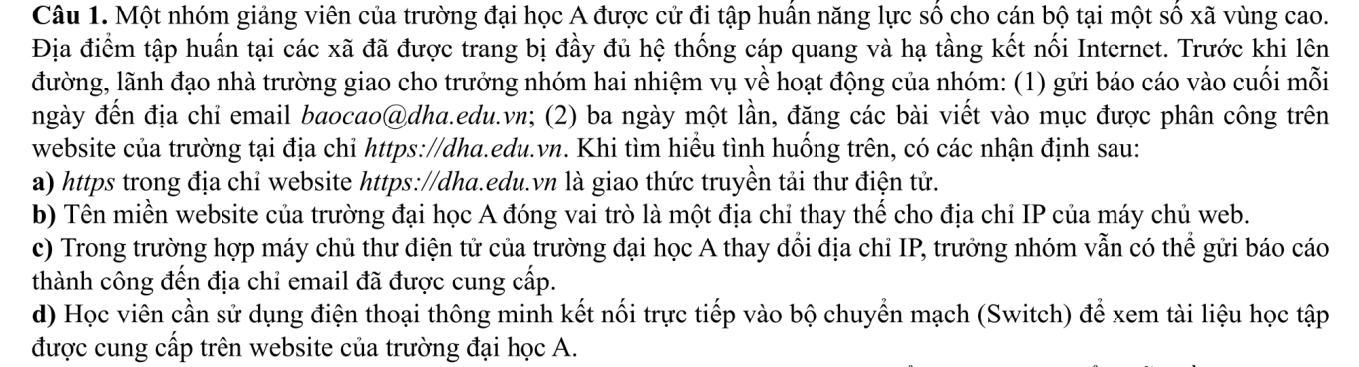 Câu 1. Một nhóm giảng viên của trường đại học A được cử đi tập huấn năng lực số cho cán bộ tại một số xã vùng cao.
Địa điểm tập huấn tại các xã đã được trang bị đầy đủ hệ thống cáp quang và hạ tầng kết nối Internet. Trước khi lên
đường, lãnh đạo nhà trường giao cho trưởng nhóm hai nhiệm vụ về hoạt động của nhóm: (1) gửi báo cáo vào cuối mỗi
ngày đến địa chỉ email baocao@dha.edu.vn; (2) ba ngày một lần, đăng các bài viết vào mục được phân công trên
website của trường tại địa chỉ https://dha.edu.vn. Khi tìm hiểu tình huống trên, có các nhận định sau:
a) https trong địa chỉ website https://dha.edu.vn là giao thức truyền tải thư điện tử.
b) Tên miền website của trường đại học A đóng vai trò là một địa chỉ thay thế cho địa chỉ IP của máy chủ web.
c) Trong trường hợp máy chủ thư điện tử của trường đại học A thay đổi địa chỉ IP, trưởng nhóm vẫn có thể gửi báo cáo
thành công đến địa chỉ email đã được cung cấp.
d) Học viên cần sử dụng điện thoại thông minh kết nối trực tiếp vào bộ chuyển mạch (Switch) để xem tài liệu học tập
được cung cấp trên website của trường đại học A.